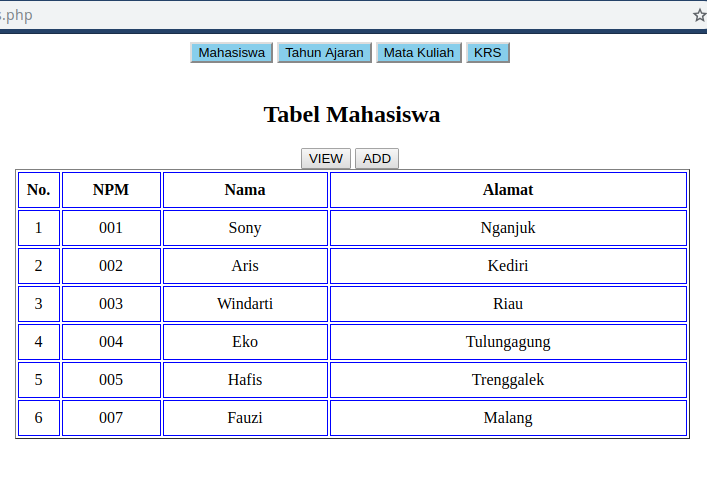 s.php
Mahasiswa Tahun Ajaran Mata Kuliah KRS
Tabel Mahasiswa
VIEW ADD
No. NPM Nama Alamat
1 001 Sony Nganjuk
2 002 Aris Kediri
3 003 Windarti Riau
4 004 Eko Tulungagung
5 005 Hafis Trenggalek
6 007 Fauzi Malang